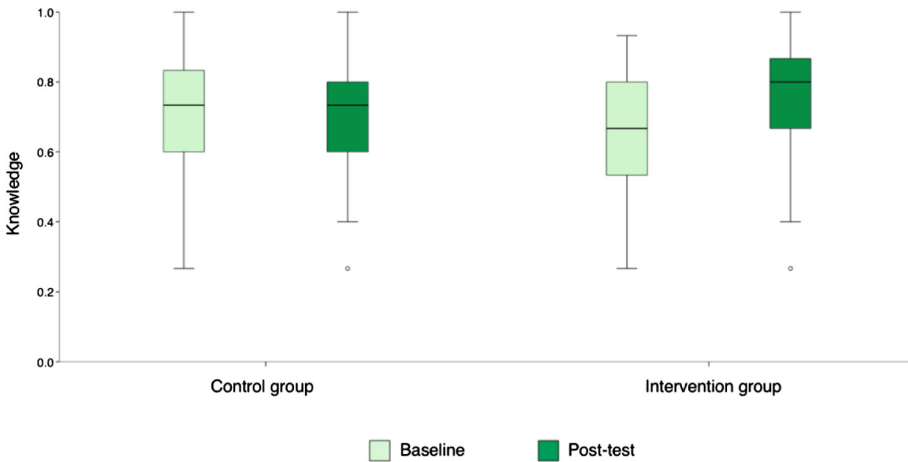 1.0
0.8
0.6
0.4
0.2
0.0
Knowledge
Control group
Intervention group
Baseline
Post-test